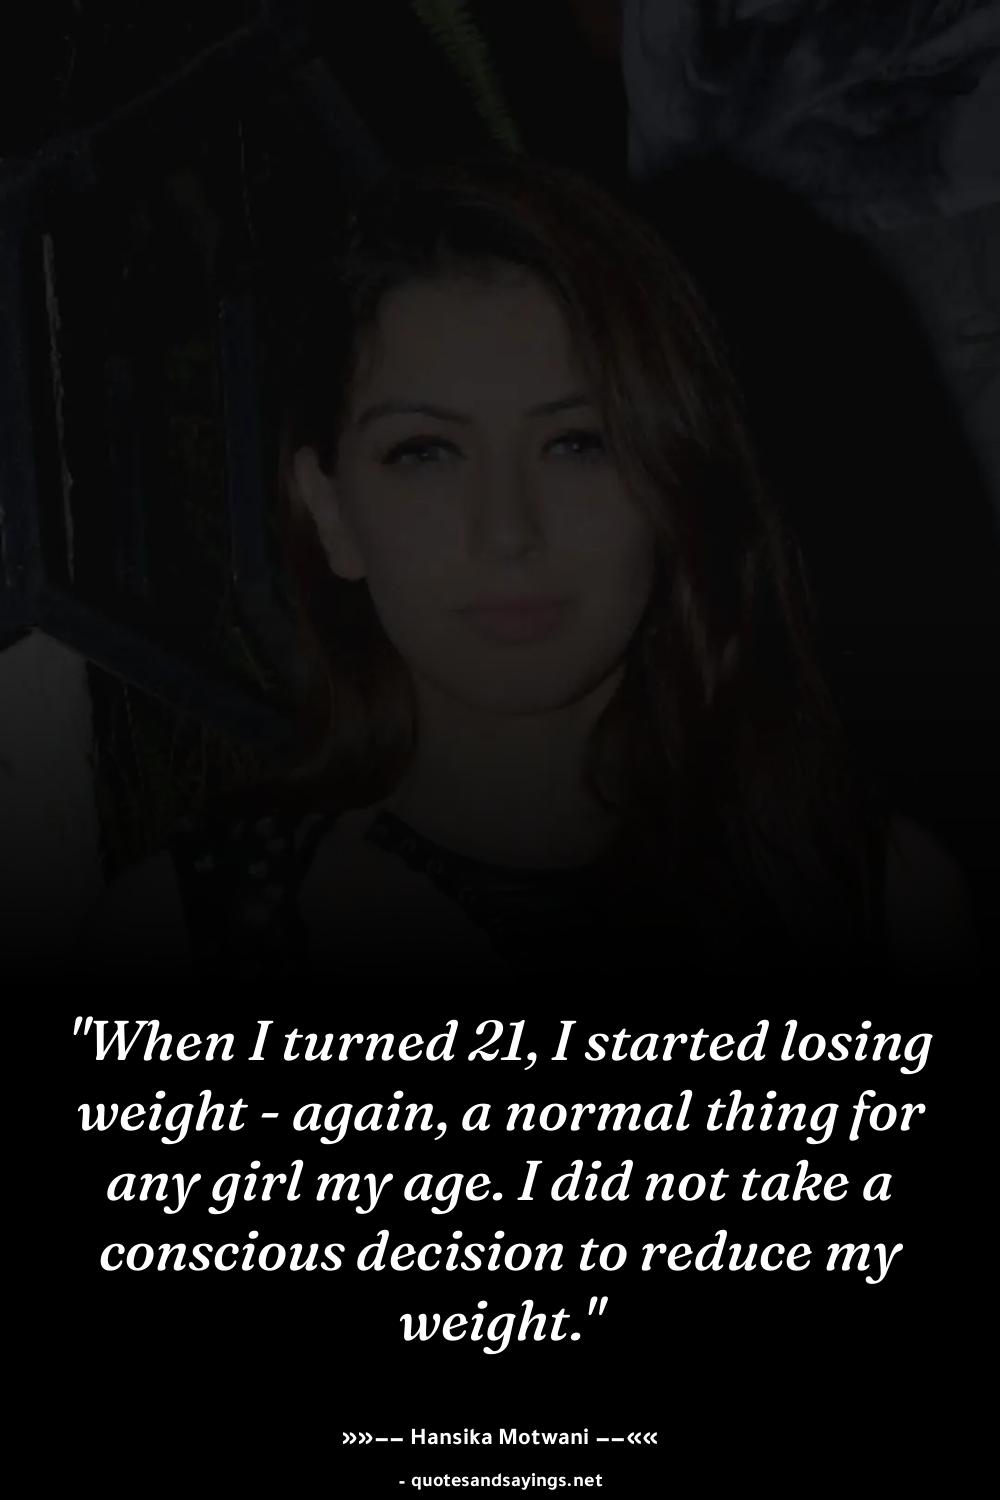 "When I turned 21, I started losing
weight - again, a normal thing for
any girl my age. I did not take a
conscious decision to reduce my
weight."
»»−− Hansika Motwani −−««
- quotesandsayings.net